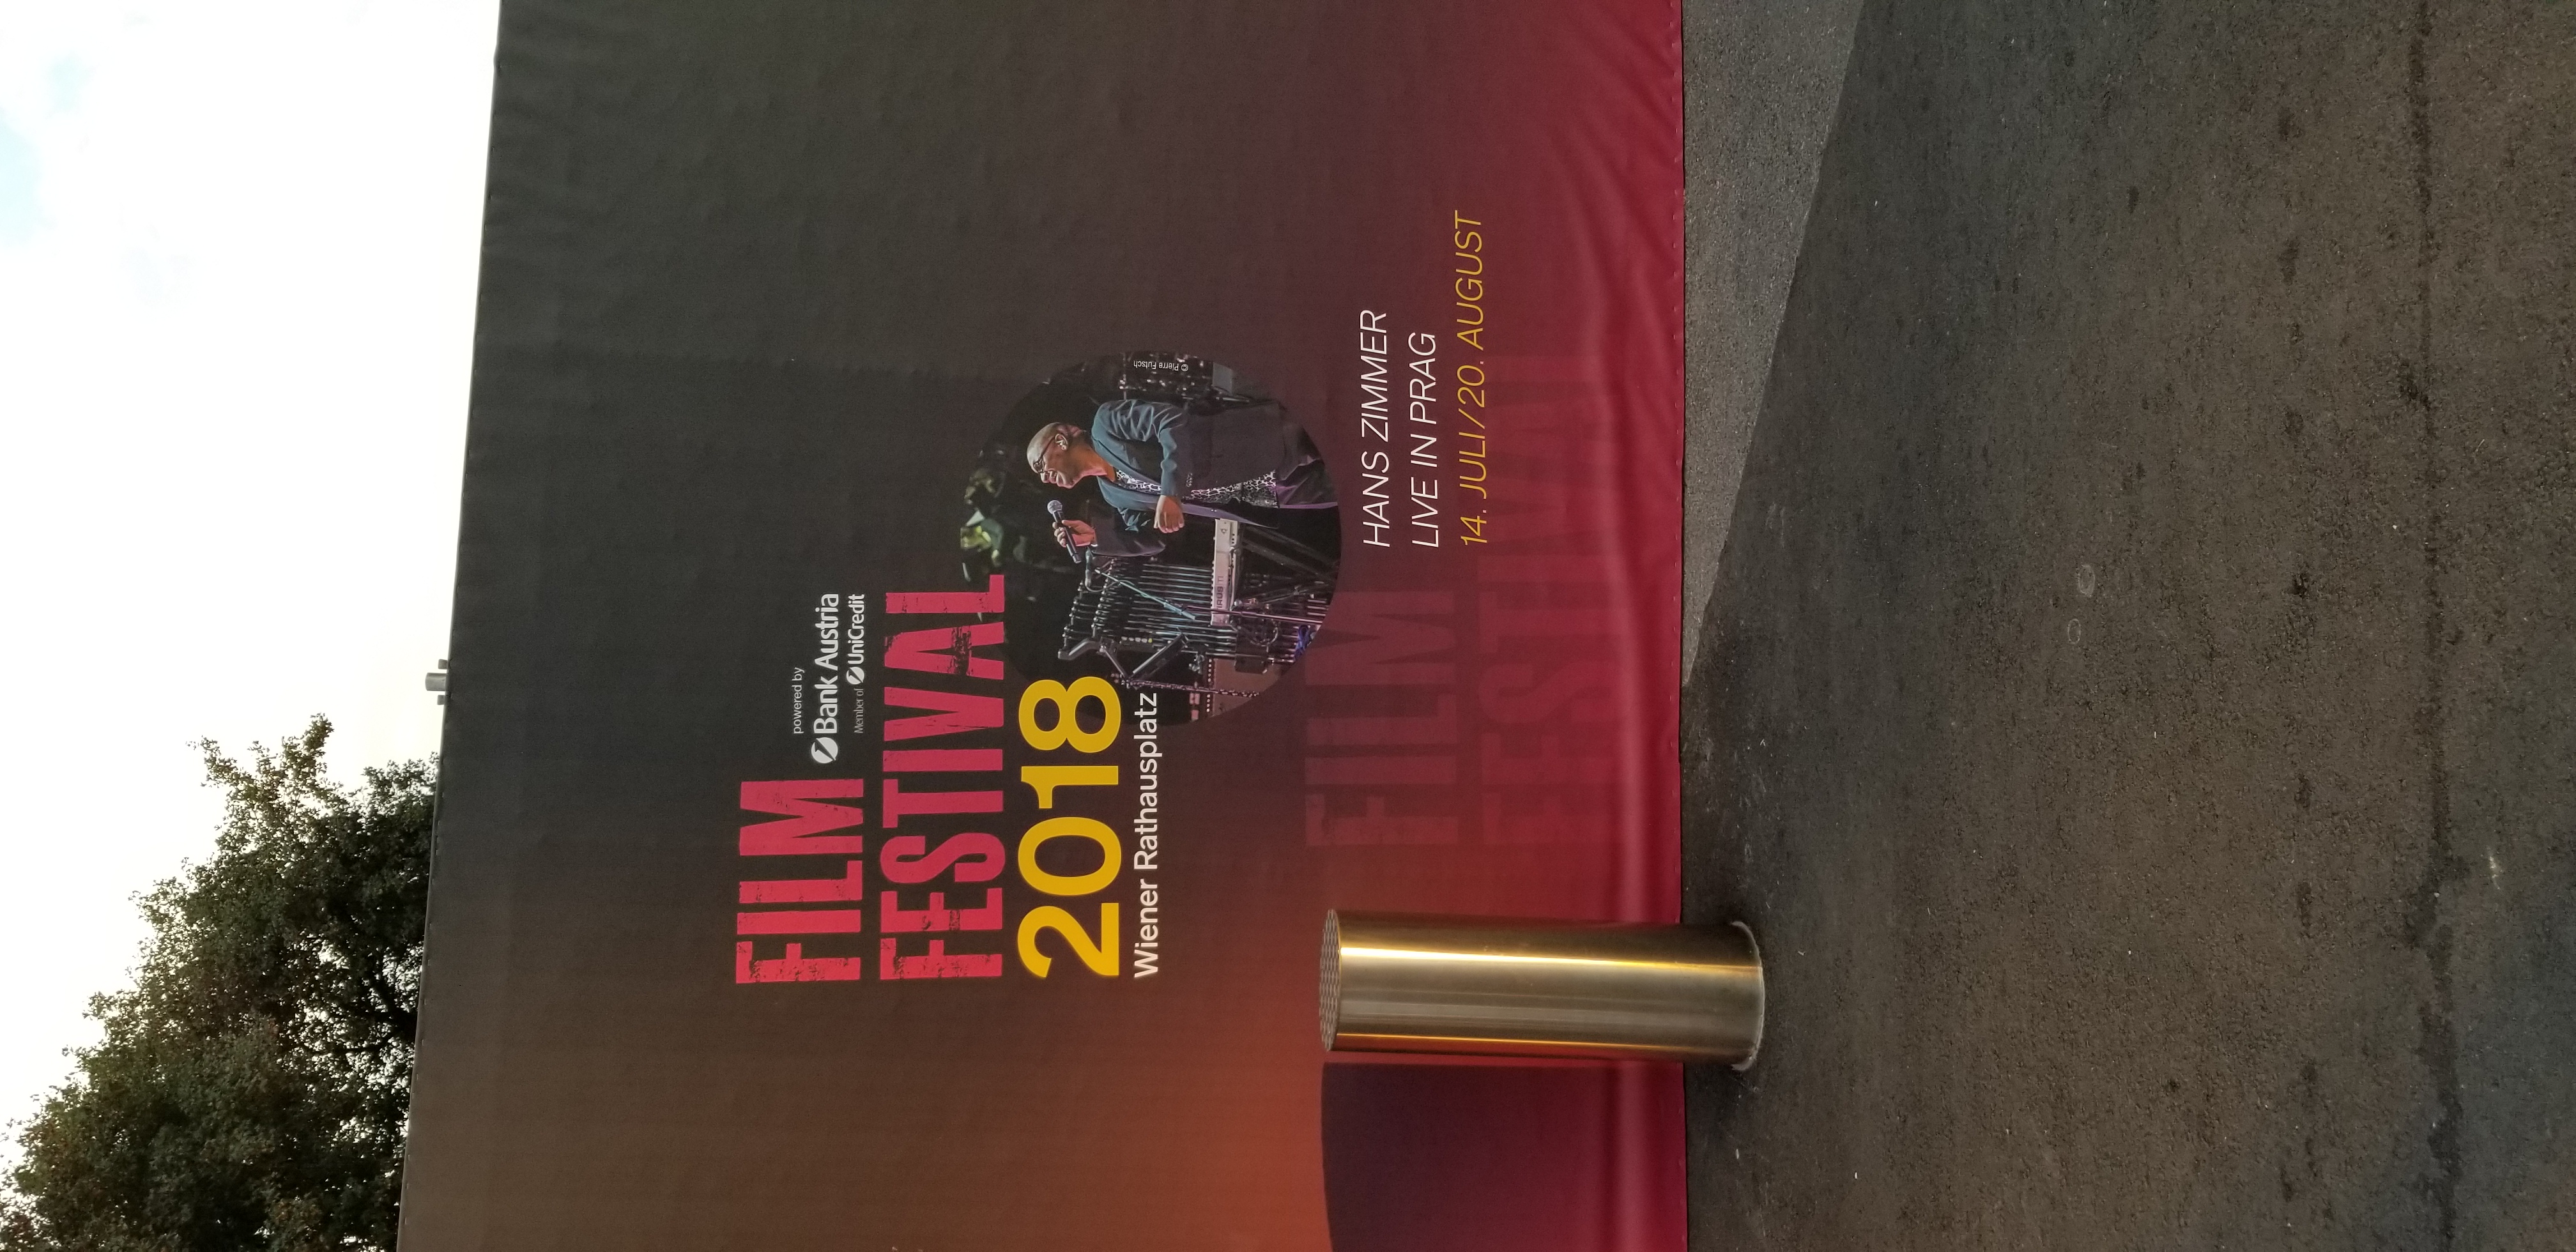 FILM
powered by
Bank Austria
Member of UniCredit
FESTIVAL
2018
Wiener Rathausplatz
© Pierre Futsch
HANS ZIMMER
LIVE IN PRAG
14. JULI/20. AUGUST
FILM
FESTIVAL